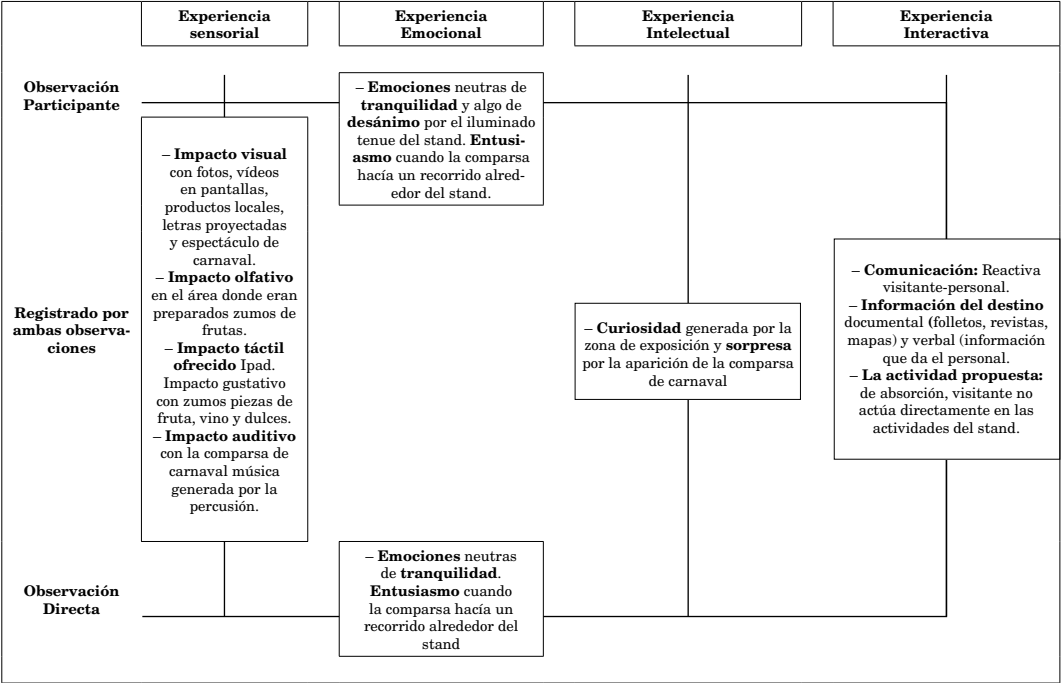 Experiencia
sensorial
Experiencia
Emocional
Experiencia
Intelectual
Experiencia
Interactiva
Observación
Participante
– Emociones neutras de
tranquilidad y algo de
desánimo por el iluminado
tenue del stand. Entusi-
asmo cuando la comparsa
hacía un recorrido alred-
edor del stand.
Registrado por
ambas observa-
ciones
– Impacto visual
con fotos, vídeos
en pantallas,
productos locales,
letras proyectadas
y espectáculo de
carnaval.
– Impacto olfativo
en el área donde eran
preparados zumos de
frutas.
– Impacto táctil
ofrecido Ipad.
Impacto gustativo
con zumos piezas de
fruta, vino y dulces.
– Impacto auditivo
con la comparsa de
carnaval música
generada por la
percusión.
– Curiosidad generada por la
zona de exposición y sorpresa
por la aparición de la comparsa
de carnaval
– Comunicación: Reactiva
visitante-personal.
– Información del destino
documental (folletos, revistas,
mapas) y verbal (información
que da el personal.
– La actividad propuesta:
de absorción, visitante no
actúa directamente en las
actividades del stand.
Observación
Directa
– Emociones neutras
de tranquilidad.
Entusiasmo cuando
la comparsa hacía un
recorrido alrededor del
stand